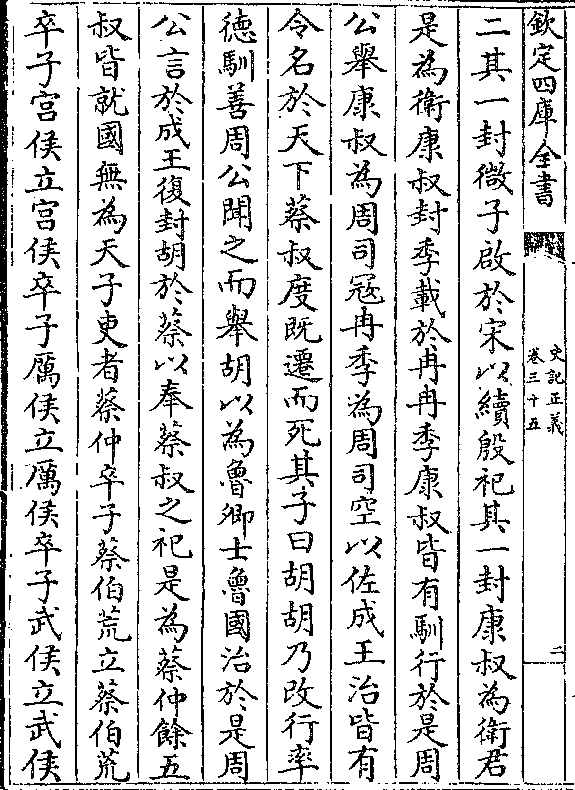 欽定四庫全書
史記正義
卷三十五
二
二其一封微子啟於宋以續殷祀其一封康叔為衛君
是為衛康叔封季載於冉冉季康叔皆有馴行於是周
公舉康叔為周司寇冉季為周司空以佐成王治皆有
令名於天下蔡叔度既遷而死其子曰胡胡乃改行率
德馴善周公聞之而舉胡以為魯卿士魯國治於是周
公言於成王復封胡於蔡以奉蔡叔之祀是為蔡仲餘五
叔皆就國無為天子吏者蔡仲卒子蔡伯荒立蔡伯荒
卒子宫侯立宫侯卒子厲侯立厲侯卒子武侯立武侯